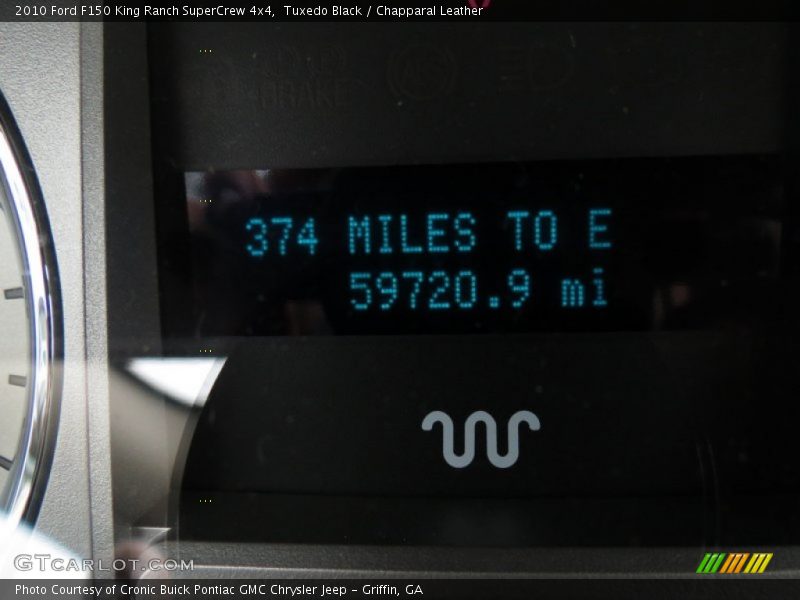 2010 Ford F150 King Ranch SuperCrew 4x4,  Tuxedo Black / Chapparal Leather
BRAKE
374 MILES TO E
59720.9 mi
GTCARLOT.COM
Photo Courtesy of Cronic Buick Pontiac GMC Chrysler Jeep - Griffin, GA